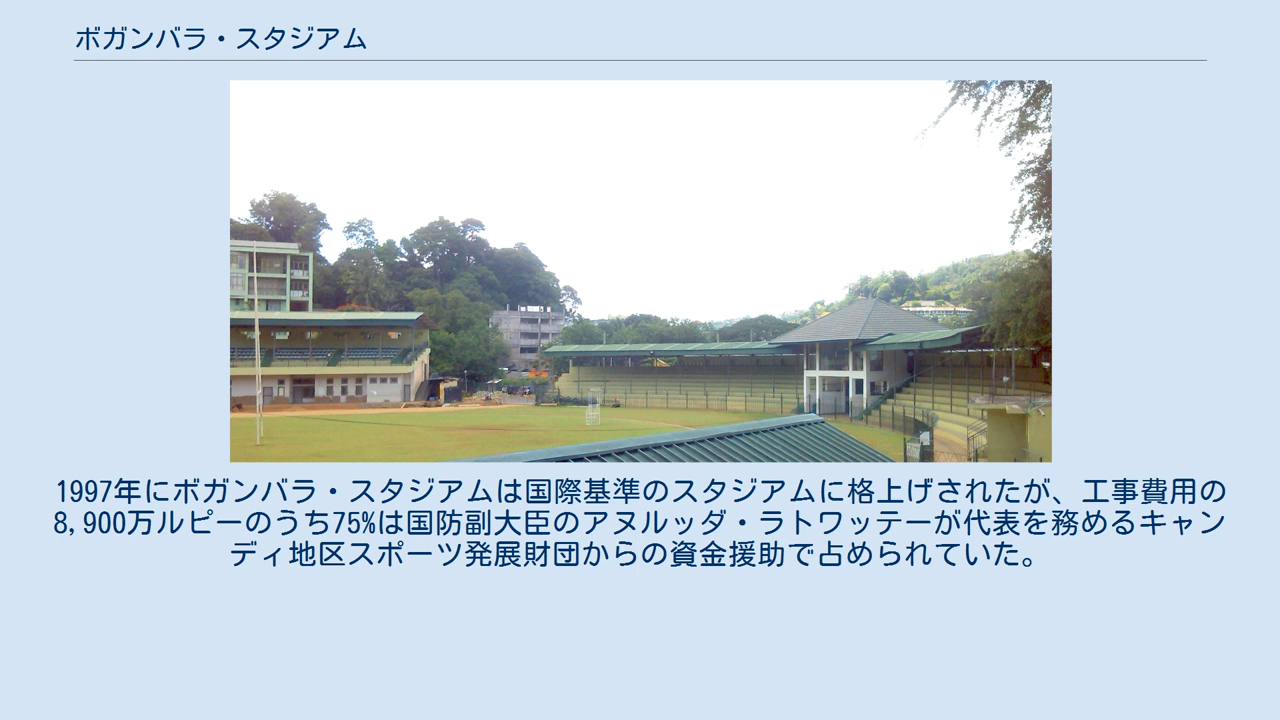 ボガンバラ・スタジアム
1997年にボガンバラ・スタジアムは国際基準のスタジアムに格上げされたが、工事費用の
8,900万ルピーのうち75%は国防副大臣のアヌルッダ・ラトワッテーが代表を務めるキャン
ディ地区スポーツ発展財団からの資金援助で占められていた。